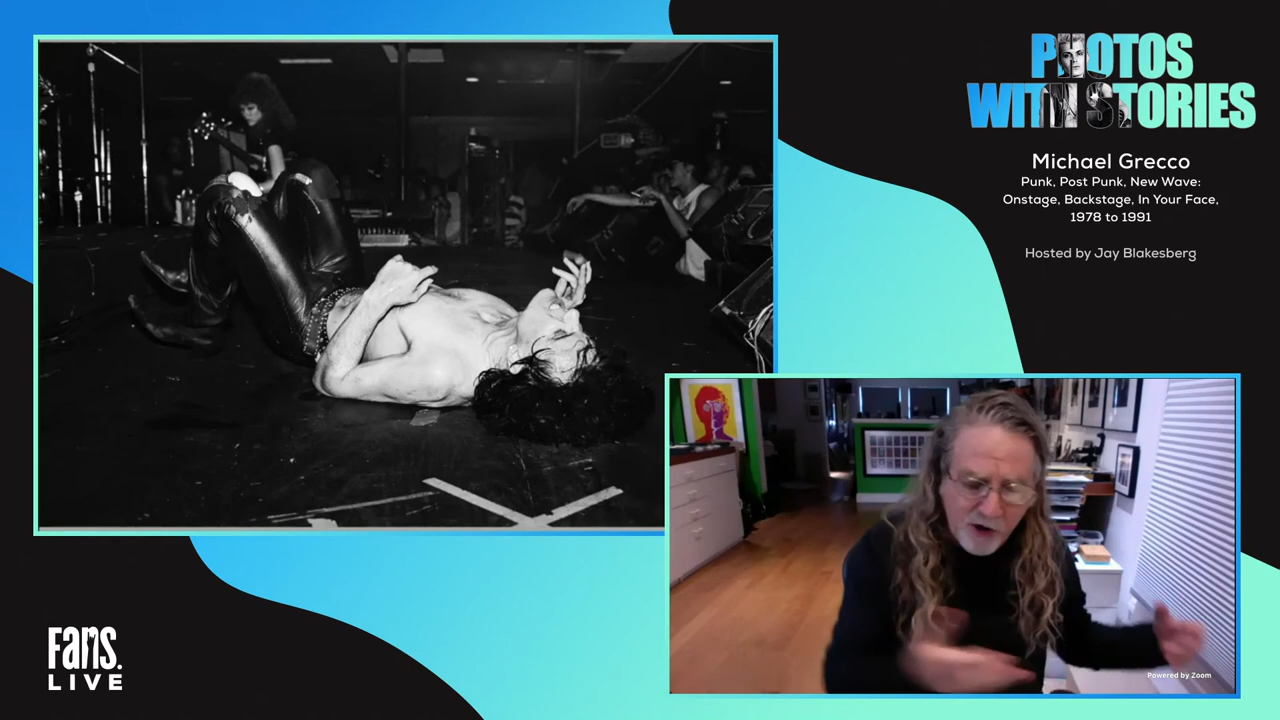 PHOTOS
WITH STORIES
Michael Grecco
Punk, Post Punk, New Wave:
Onstage, Backstage, In Your Face,
1978 to 1991
Hosted by Jay Blakesberg
Fans.
LIVE
Powered by Zoom